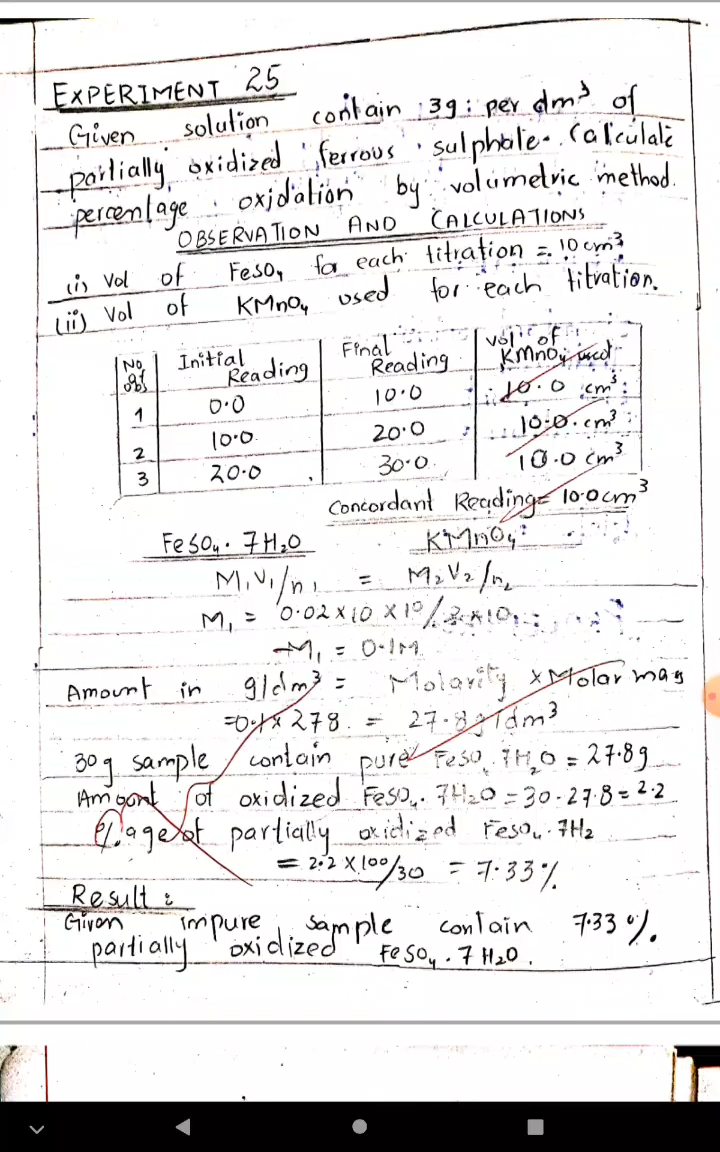 EXPERIMENT 25
Given solution contain 3g: per dm³ of
partially oxidized ferrous sulphate. Calculate
percentage oxidation by volumetric method.
OBSERVATION AND CALCULATIONS
(i) Vol of FeSO₄ for each titration = 10 cm³
(ii) Vol of KMnO₄ used for each titration.
No of obs | Initial Reading | Final Reading | Vol of KMnO₄ used
1 | 0.0 | 10.0 | 10.0 cm³
2 | 10.0 | 20.0 | 10.0 cm³
3 | 20.0 | 30.0 | 10.0 cm³
Concordant Reading = 10.0 cm³
FeSO₄. 7H₂O KMnO₄
M₁V₁/n₁ = M₂V₂/n₂
M₁ = 0.02 x 10 x 10/2 x 10
M₁ = 0.1M
Amount in g/dm³ = Molarity x Molar mas
=0.1 x 278 = 27.8g/dm³
30g sample contain pure FeSO₄ 7H₂O = 27.8g
Amount of oxidized FeSO₄. 7H₂O = 30-27.8 = 2.2
%age of partially oxidized FeSO₄. 7H₂
= 2.2 x 100/30 = 7.33%
Result :
Given impure sample contain 7.33%
partially oxidized FeSO₄. 7H₂O.